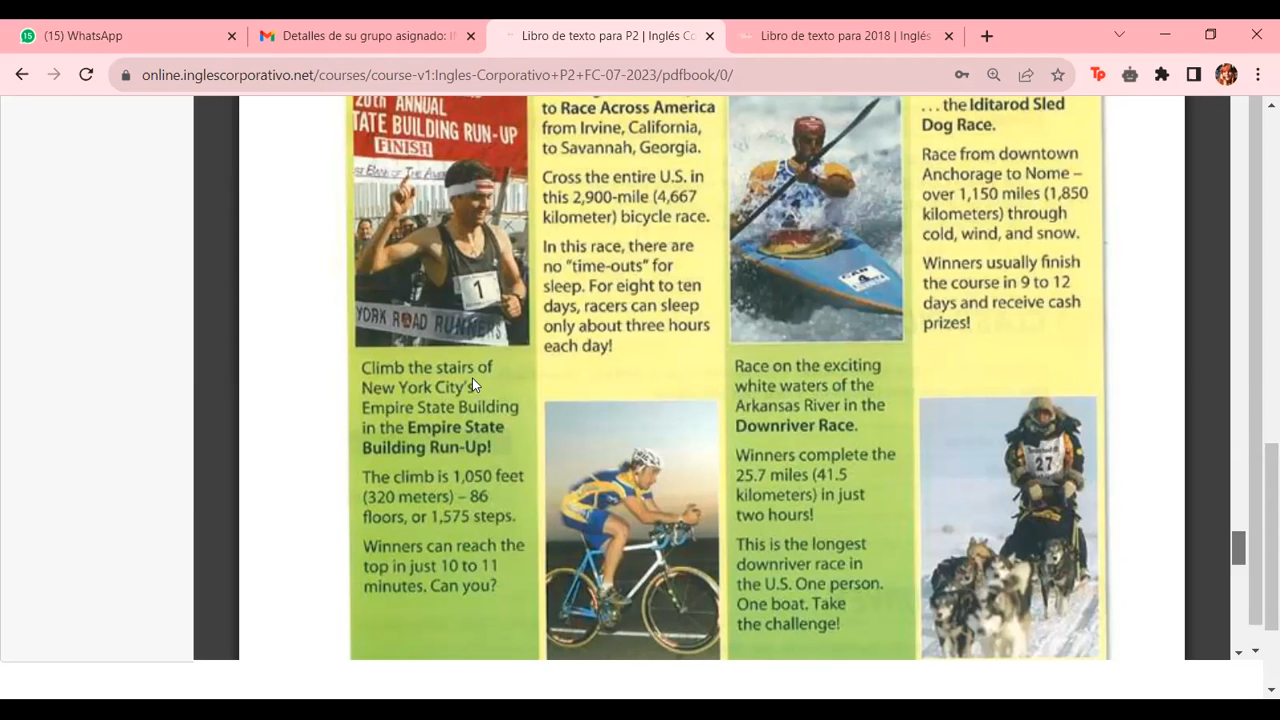 (15) WhatsApp
Detalles de su grupo asignado: I
Libro de texto para P2 | Inglés Co
Libro de texto para 2018 | Inglés
online.inglescorporativo.net/courses/course-v1:Ingles-Corporativo+P2+FC-07-2023/pdfbook/0/
20th ANNUAL
TATE BUILDING RUN-UP
FINISH
1
YORK ROAD RUNNERS
Climb the stairs of
New York City's
Empire State Building
in the Empire State
Building Run-Up!
The climb is 1,050 feet
(320 meters) – 86
floors, or 1,575 steps.
Winners can reach the
top in just 10 to 11
minutes. Can you?
to Race Across America
from Irvine, California,
to Savannah, Georgia.
Cross the entire U.S. in
this 2,900-mile (4,667
kilometer) bicycle race.
In this race, there are
no "time-outs" for
sleep. For eight to ten
days, racers can sleep
only about three hours
each day!
CAN
4
Race on the exciting
white waters of the
Arkansas River in the
Downriver Race.
Winners complete the
25.7 miles (41.5
kilometers) in just
two hours!
This is the longest
downriver race in
the U.S. One person.
One boat. Take
the challenge!
. . . the Iditarod Sled
Dog Race.
Race from downtown
Anchorage to Nome –
over 1,150 miles (1,850
kilometers) through
cold, wind, and snow.
Winners usually finish
the course in 9 to 12
days and receive cash
prizes!
27